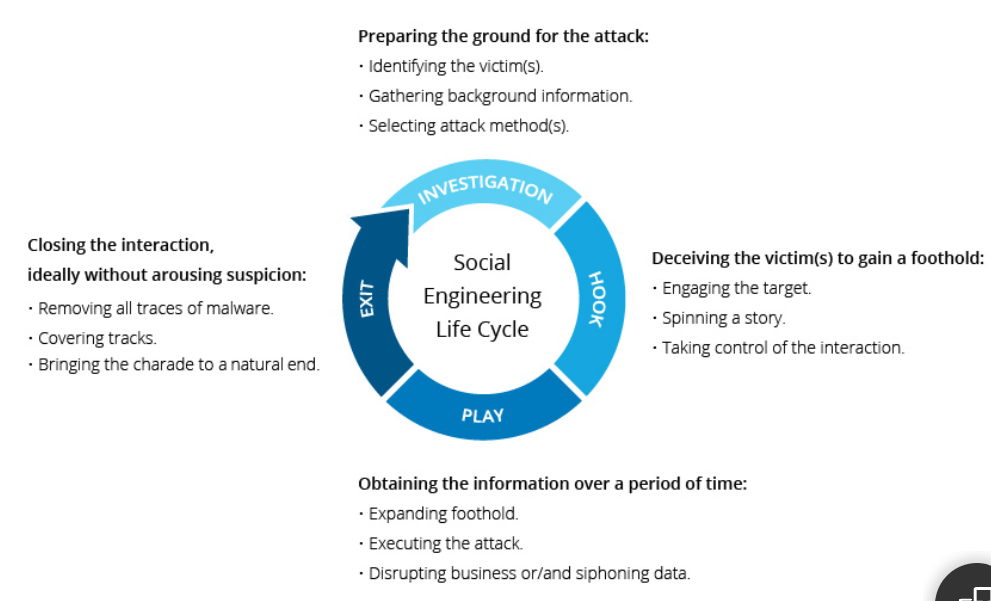 Preparing the ground for the attack:
· Identifying the victim(s).
· Gathering background information.
· Selecting attack method(s).
INVESTIGATION
Closing the interaction,
ideally without arousing suspicion:
· Removing all traces of malware.
· Covering tracks.
· Bringing the charade to a natural end.
EXIT
Social
Engineering
Life Cycle
HOOK
Deceiving the victim(s) to gain a foothold:
· Engaging the target.
· Spinning a story.
· Taking control of the interaction.
PLAY
Obtaining the information over a period of time:
· Expanding foothold.
· Executing the attack.
· Disrupting business or/and siphoning data.